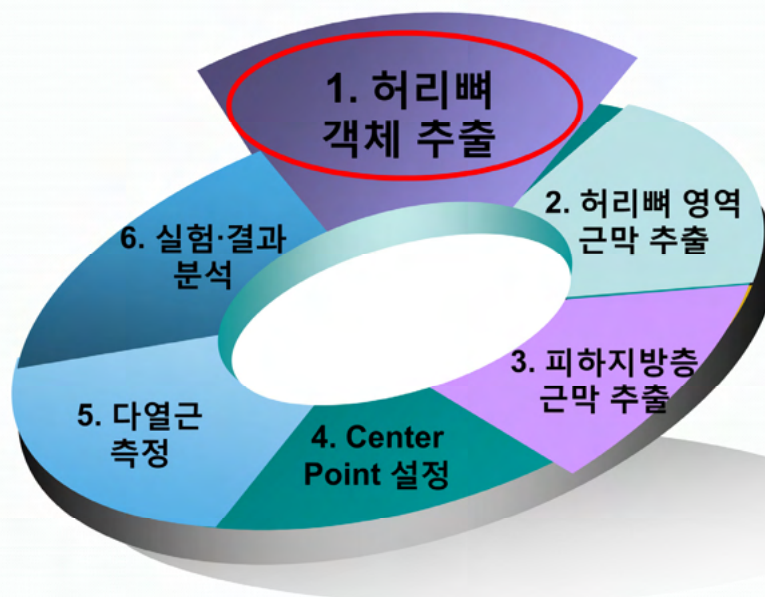 1. 허리뼈
객체 추출
2. 허리뼈 영역
근막 추출
3. 피하지방층
근막 추출
4. Center
Point 설정
5. 다열근
측정
6. 실험·결과
분석